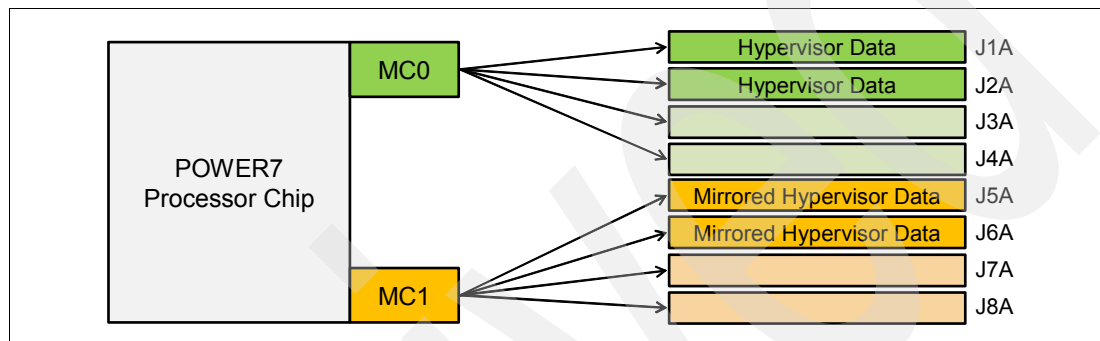 MC0
POWER7
Processor Chip
MC1
Hypervisor Data J1A
Hypervisor Data J2A
J3A
J4A
Mirrored Hypervisor Data J5A
Mirrored Hypervisor Data J6A
J7A
J8A